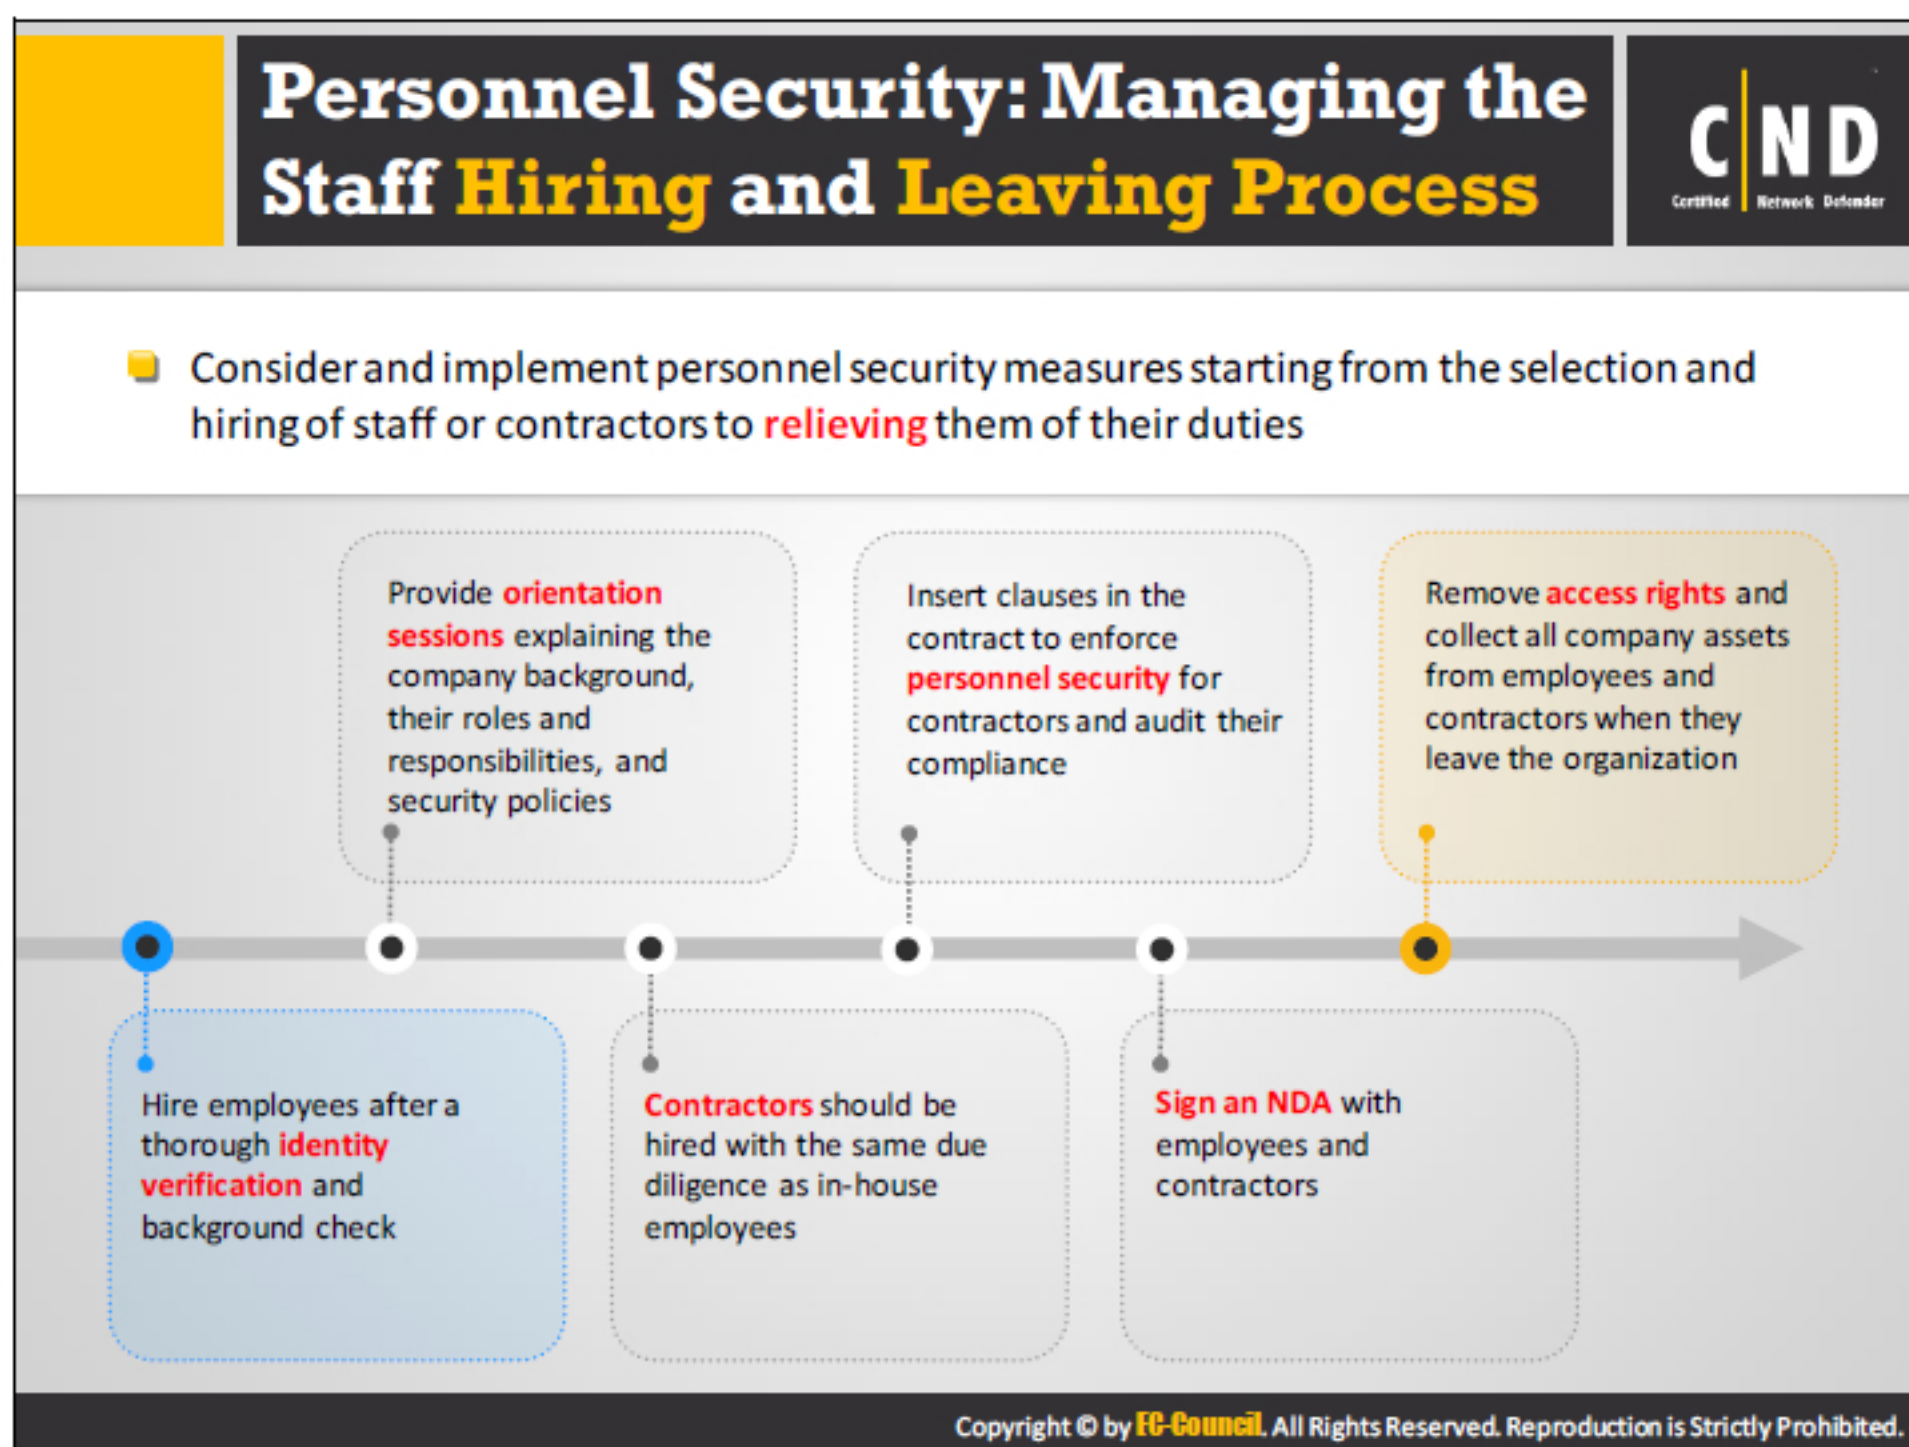 Personnel Security: Managing the
Staff Hiring and Leaving Process
C|ND
Certified Network Defender
Consider and implement personnel security measures starting from the selection and
hiring of staff or contractors to relieving them of their duties
Hire employees after a
thorough identity
verification and
background check
Provide orientation
sessions explaining the
company background,
their roles and
responsibilities, and
security policies
Contractors should be
hired with the same due
diligence as in-house
employees
Insert clauses in the
contract to enforce
personnel security for
contractors and audit their
compliance
Sign an NDA with
employees and
contractors
Remove access rights and
collect all company assets
from employees and
contractors when they
leave the organization
Copyright © by EC-Council. All Rights Reserved. Reproduction is Strictly Prohibited.